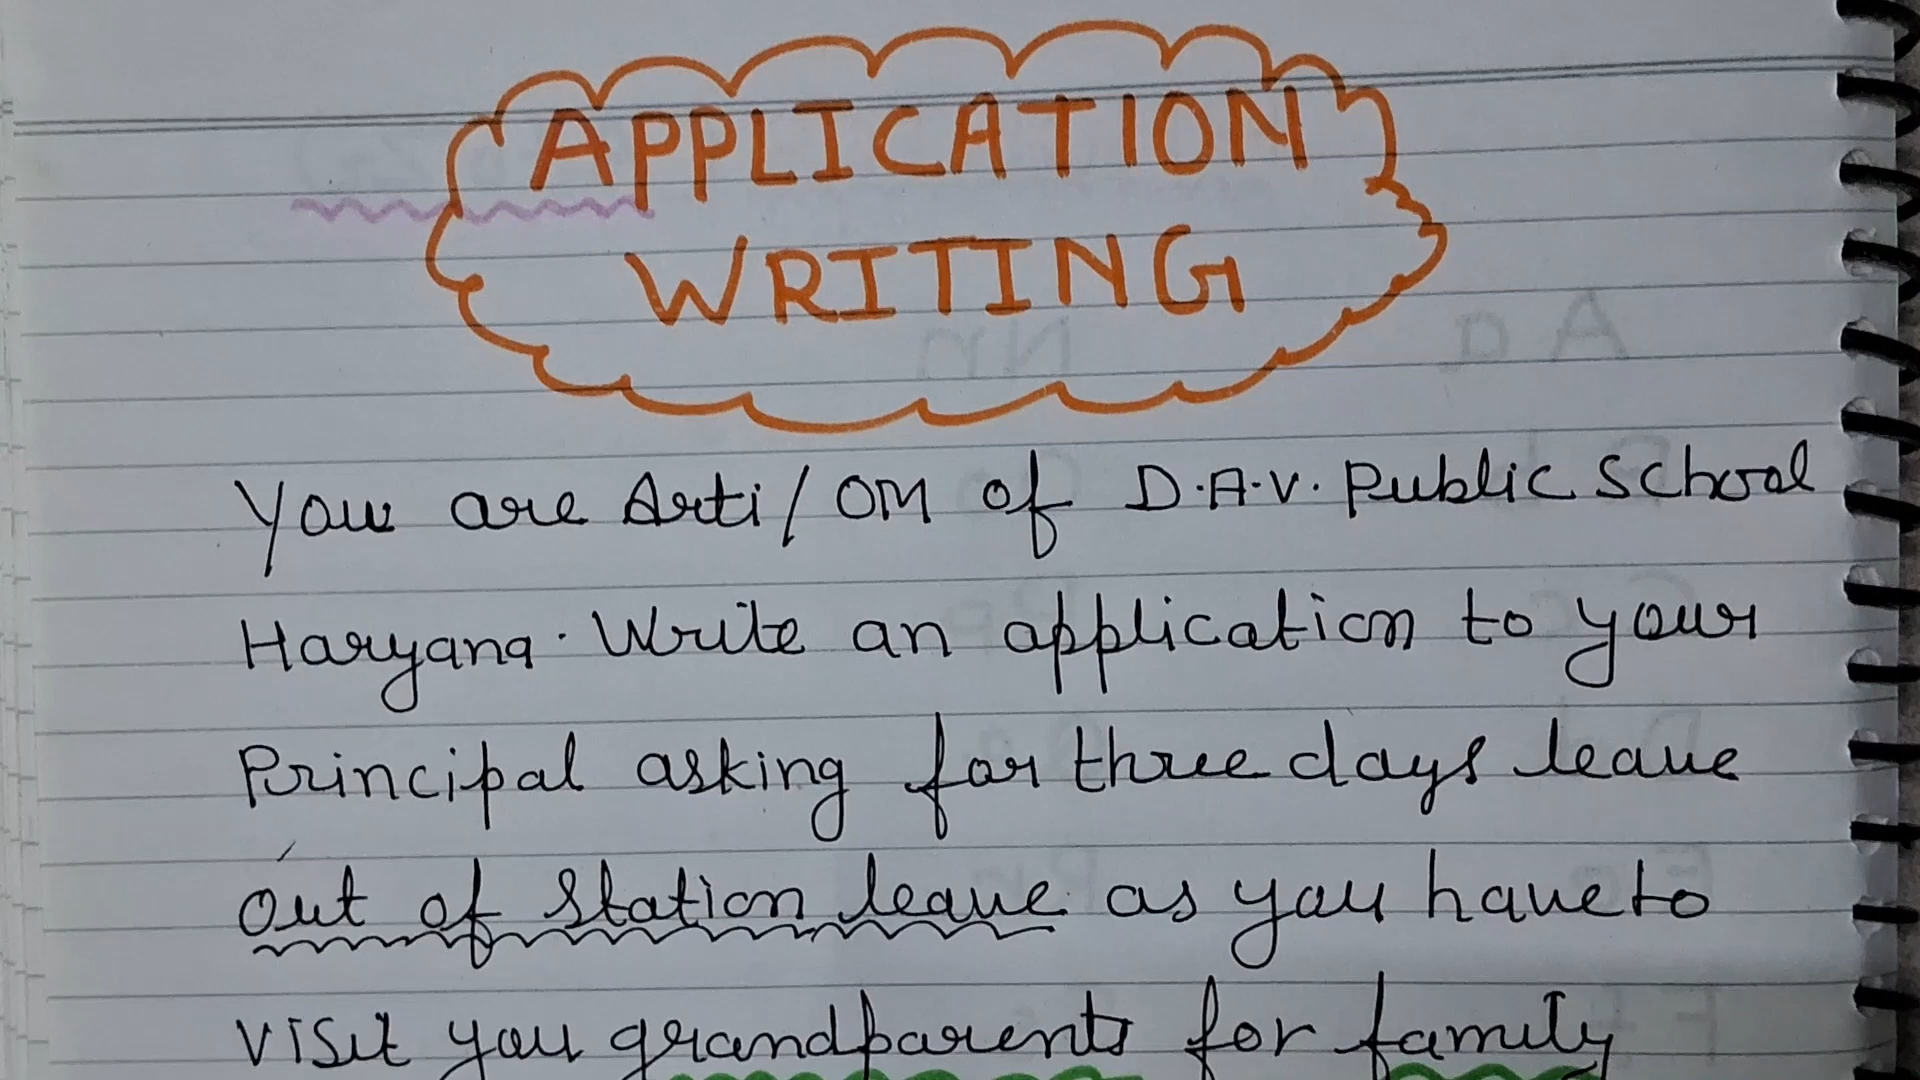 APPLICATION
WRITING
You are Arti/OM of D.A.V. Public School
Haryana. Write an application to your
Principal asking for three days leave
out of station leave as you have to
visit you grandparents for family